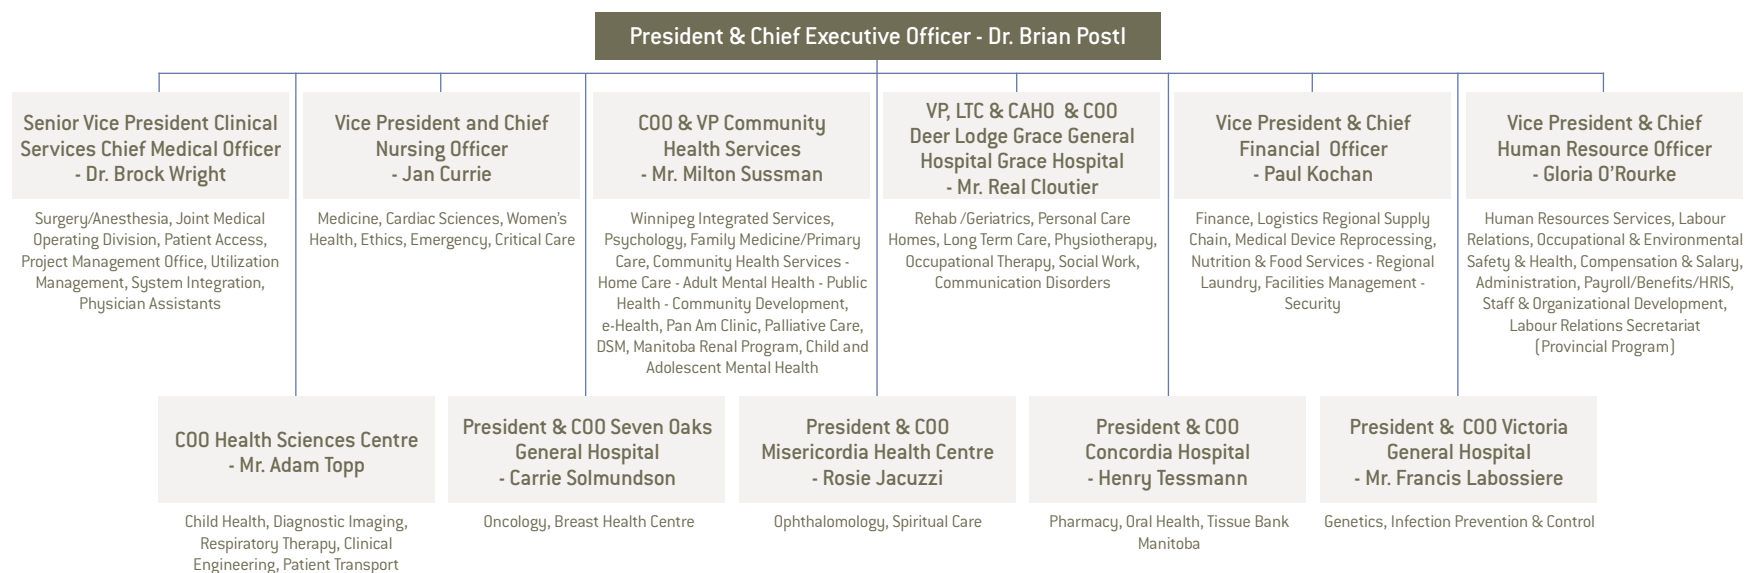 President & Chief Executive Officer - Dr. Brian Postl
Senior Vice President Clinical
Services Chief Medical Officer
- Dr. Brock Wright
Surgery/Anesthesia, Joint Medical
Operating Division, Patient Access,
Project Management Office, Utilization
Management, System Integration,
Physician Assistants
Vice President and Chief
Nursing Officer
- Jan Currie
Medicine, Cardiac Sciences, Women's
Health, Ethics, Emergency, Critical Care
COO & VP Community
Health Services
- Mr. Milton Sussman
Winnipeg Integrated Services,
Psychology, Family Medicine/Primary
Care, Community Health Services -
Home Care - Adult Mental Health - Public
Health - Community Development,
e-Health, Pan Am Clinic, Palliative Care,
DSM, Manitoba Renal Program, Child and
Adolescent Mental Health
VP, LTC & CAHO & COO
Deer Lodge Grace General
Hospital Grace Hospital
- Mr. Real Cloutier
Rehab /Geriatrics, Personal Care
Homes, Long Term Care, Physiotherapy,
Occupational Therapy, Social Work,
Communication Disorders
Vice President & Chief
Financial Officer
- Paul Kochan
Finance, Logistics Regional Supply
Chain, Medical Device Reprocessing,
Nutrition & Food Services - Regional
Laundry, Facilities Management -
Security
Vice President & Chief
Human Resource Officer
- Gloria O'Rourke
Human Resources Services, Labour
Relations, Occupational & Environmental
Safety & Health, Compensation & Salary,
Administration, Payroll/Benefits/HRIS,
Staff & Organizational Development,
Labour Relations Secretariat
(Provincial Program)
COO Health Sciences Centre
- Mr. Adam Topp
Child Health, Diagnostic Imaging,
Respiratory Therapy, Clinical
Engineering, Patient Transport
President & COO Seven Oaks
General Hospital
- Carrie Solmundson
Oncology, Breast Health Centre
President & COO
Misericordia Health Centre
- Rosie Jacuzzi
Ophthalomology, Spiritual Care
President & COO
Concordia Hospital
- Henry Tessmann
Pharmacy, Oral Health, Tissue Bank
Manitoba
President & COO Victoria
General Hospital
- Mr. Francis Labossiere
Genetics, Infection Prevention & Control